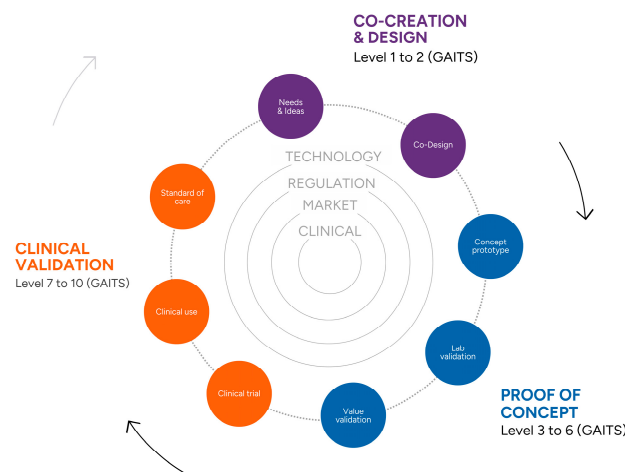 CO-CREATION
& DESIGN
Level 1 to 2 (GAITS)
Needs
& Ideas
Co-Design
TECHNOLOGY
REGULATION
MARKET
CLINICAL
Standard of
care
Concept
prototype
CLINICAL
VALIDATION
Level 7 to 10 (GAITS)
Clinical use
Lab
validation
Clinical trial
Value
validation
PROOF OF
CONCEPT
Level 3 to 6 (GAITS)